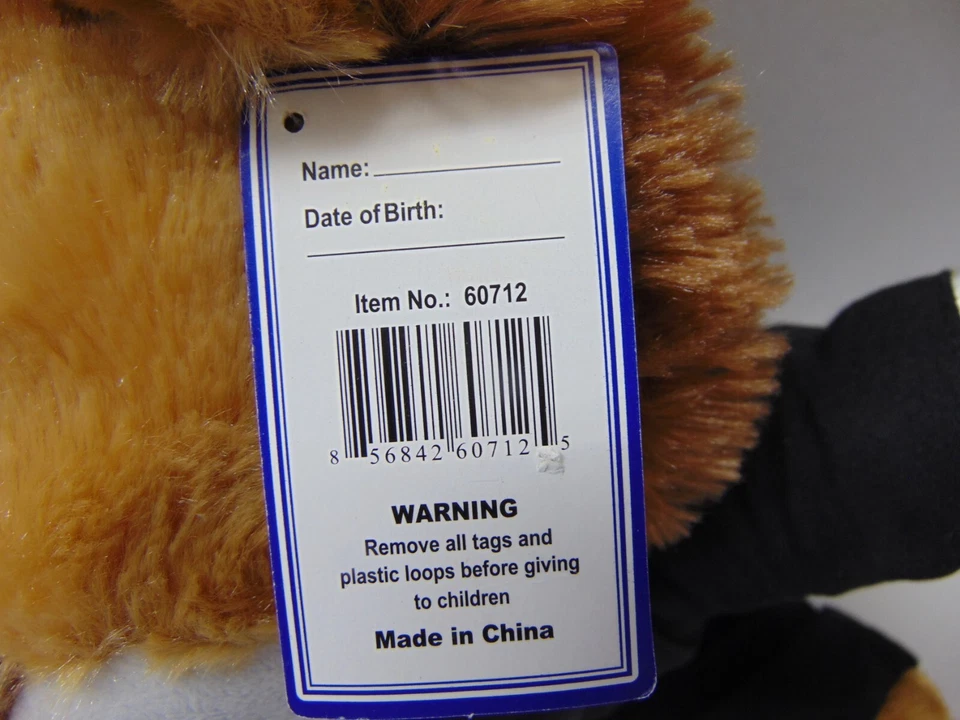 Name:
Date of Birth:
Item No.: 60712
8 56842 60712 5
WARNING
Remove all tags and
plastic loops before giving
to children
Made in China